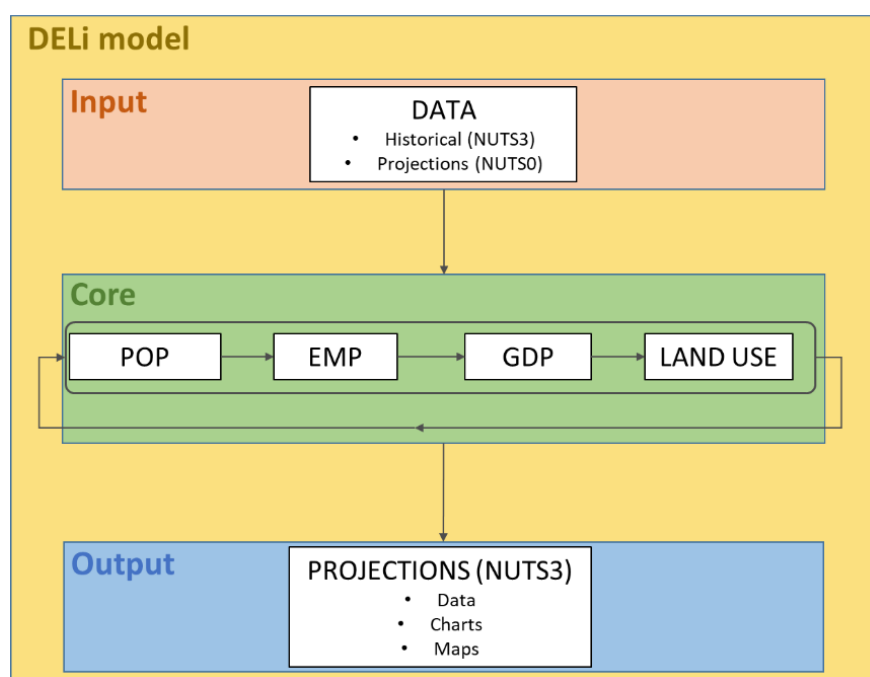 DELi model
Input
DATA
• Historical (NUTS3)
• Projections (NUTS0)
Core
POP
EMP
GDP
LAND USE
Output
PROJECTIONS (NUTS3)
• Data
• Charts
• Maps